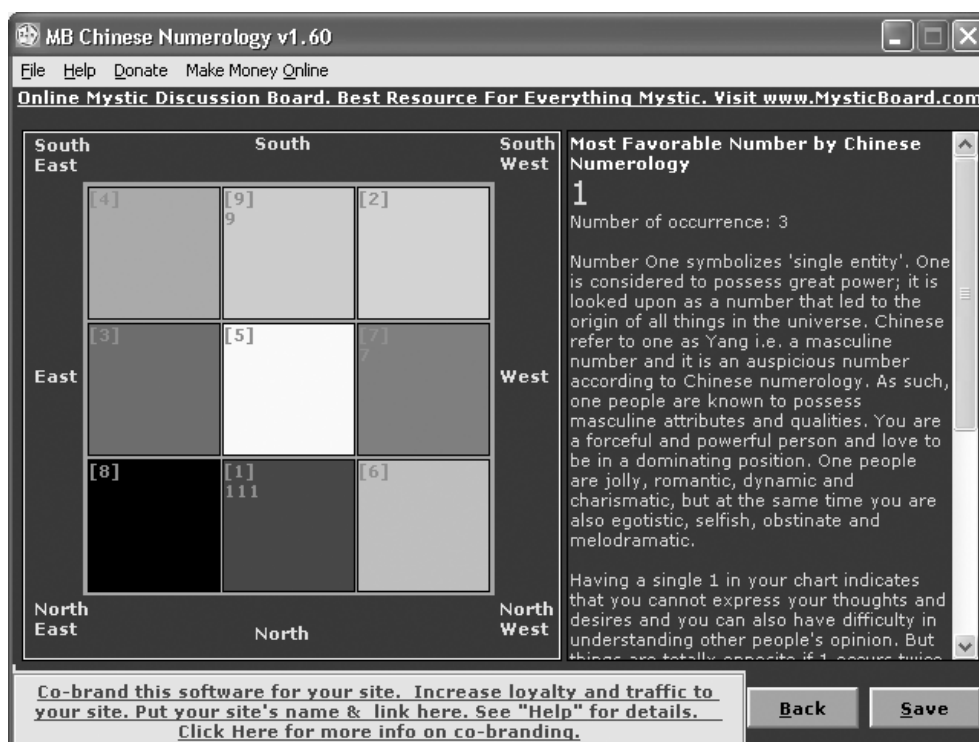 MB Chinese Numerology v1.60
File Help Donate Make Money Online
Online Mystic Discussion Board. Best Resource For Everything Mystic. Visit www.MysticBoard.com
South East
South
South West
[4]
[9]
9
[2]
East
[3]
[5]
[7]
7
West
[8]
[1]
111
[6]
North East
North
North West
Most Favorable Number by Chinese
Numerology
1
Number of occurrence: 3
Number One symbolizes 'single entity'. One
is considered to possess great power; it is
looked upon as a number that led to the
origin of all things in the universe. Chinese
refer to one as Yang i.e. a masculine
number and it is an auspicious number
according to Chinese numerology. As such,
one people are known to possess
masculine attributes and qualities. You are
a forceful and powerful person and love to
be in a dominating position. One people
are jolly, romantic, dynamic and
charismatic, but at the same time you are
also egotistic, selfish, obstinate and
melodramatic.
Having a single 1 in your chart indicates
that you cannot express your thoughts and
desires and you can also have difficulty in
understanding other people's opinion. But
things are totally opposite if 1 occurs twice
Co-brand this software for your site. Increase loyalty and traffic to
your site. Put your site's name & link here. See "Help" for details.
Click Here for more info on co-branding.
Back
Save